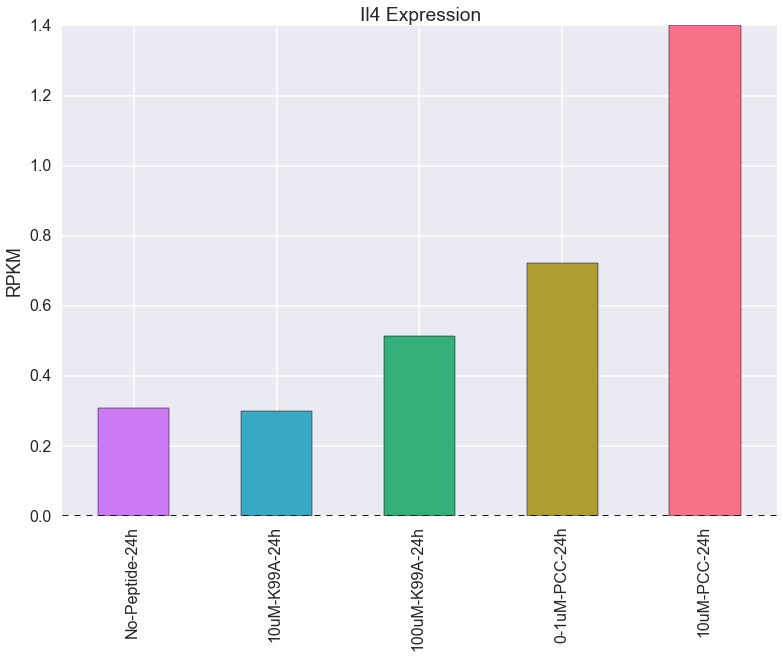 Il4 Expression
RPKM
1.4
1.2
1.0
0.8
0.6
0.4
0.2
0.0
No-Peptide-24h
10uM-K99A-24h
100uM-K99A-24h
0-1uM-PCC-24h
10uM-PCC-24h